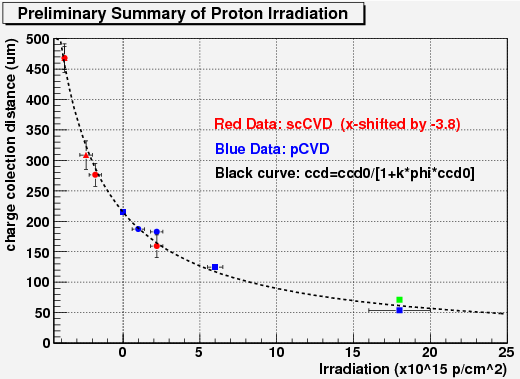 Preliminary Summary of Proton Irradiation
charge colection distance (um)
500
450
400
350
300
250
200
150
100
50
0
Red Data: scCVD (x-shifted by -3.8)
Blue Data: pCVD
Black curve: ccd=ccd0/[1+k*phi*ccd0]
0 5 10 15 20 25
Irradiation (x10^15 p/cm^2)